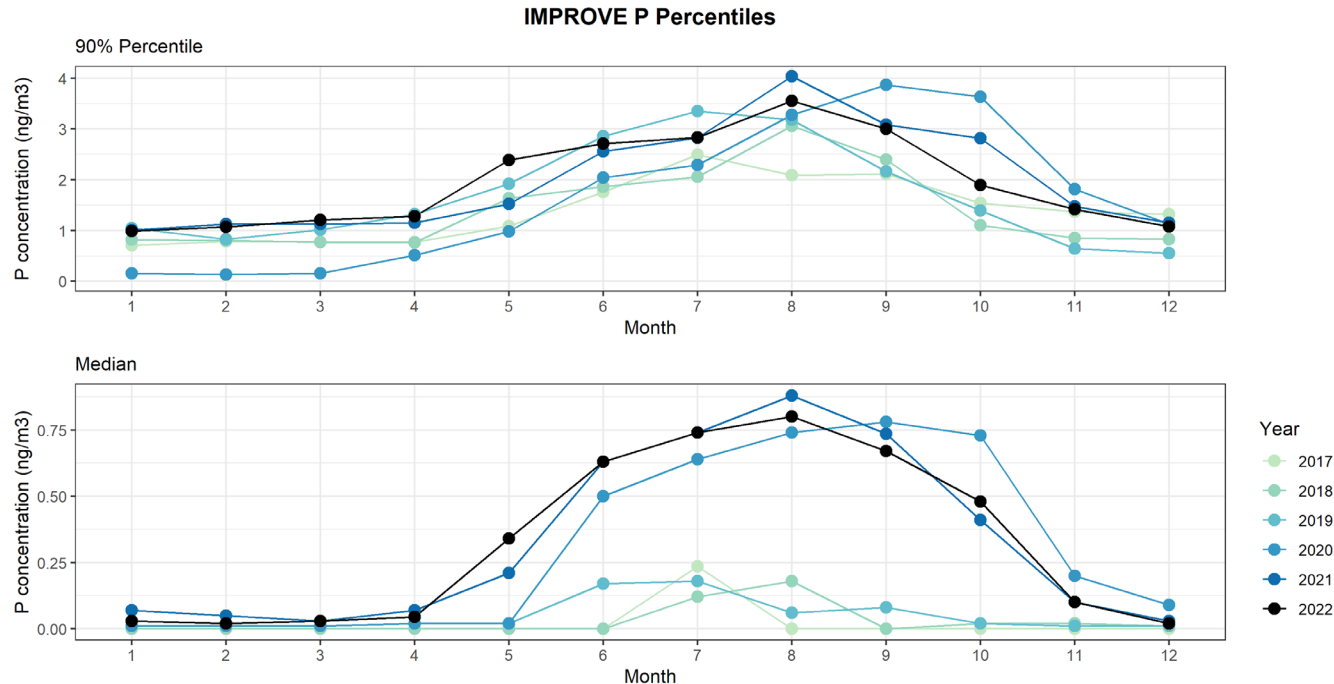 IMPROVE P Percentiles
90% Percentile
P concentration (ng/m3)
4
3
2
1
0
1 2 3 4 5 6 7 8 9 10 11 12
Month
Median
P concentration (ng/m3)
0.75
0.50
0.25
0.00
1 2 3 4 5 6 7 8 9 10 11 12
Month
Year
2017
2018
2019
2020
2021
2022